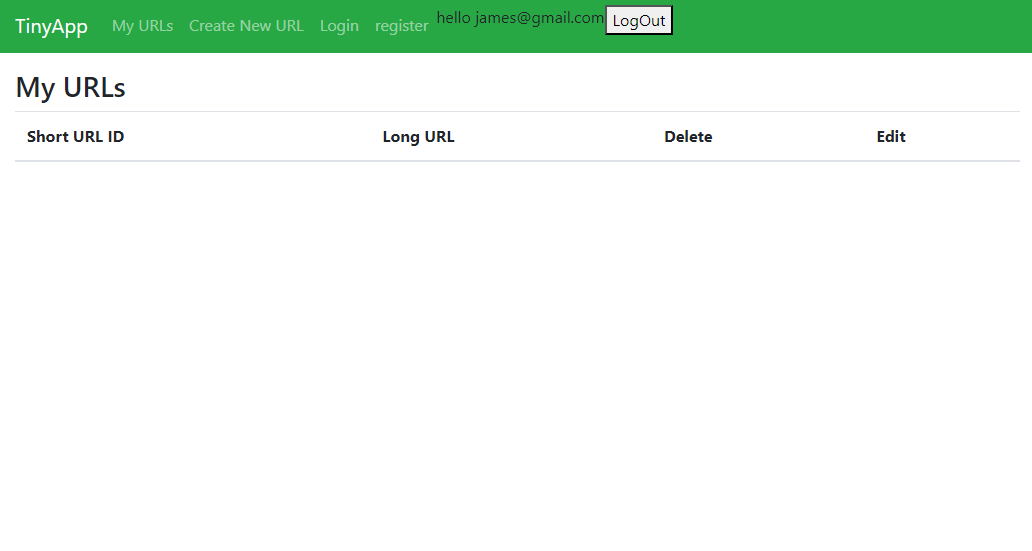 TinyApp My URLs Create New URL Login register hello james@gmail.com LogOut
My URLs
Short URL ID Long URL Delete Edit